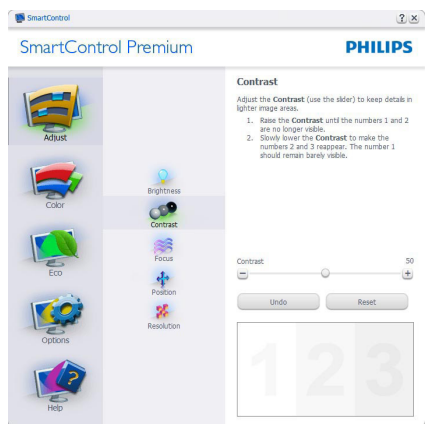 SmartControl
SmartControl Premium
PHILIPS
Adjust
Color
Eco
Options
Help
Brightness
Contrast
Focus
Position
Resolution
Contrast
Adjust the Contrast (use the slider) to keep details in
lighter image areas.
1. Raise the Contrast until the numbers 1 and 2
are no longer visible.
2. Slowly lower the Contrast to make the
numbers 2 and 3 reappear. The number 1
should remain barely visible.
Contrast 50
Undo Reset
1 2 3